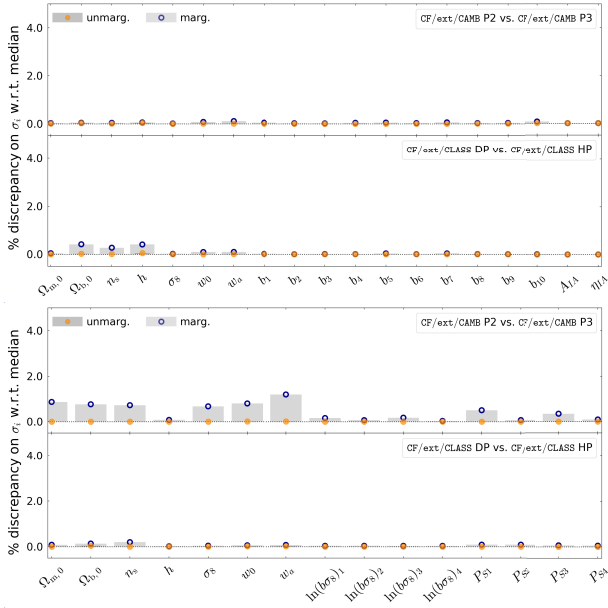 % discrepancy on σᵢ w.r.t. median
unmarg. marg. CF/ext/CAMB P2 vs. CF/ext/CAMB P3
4.0
2.0
0.0
CF/ext/CLASS DP vs. CF/ext/CLASS HP
4.0
2.0
0.0
Ωm,0 Ωb,0 ns h σ8 w0 wa b1 b2 b3 b4 b5 b6 b7 b8 b9 b10 AIA ηIA
% discrepancy on σᵢ w.r.t. median
unmarg. marg. CF/ext/CAMB P2 vs. CF/ext/CAMB P3
4.0
2.0
0.0
CF/ext/CLASS DP vs. CF/ext/CLASS HP
4.0
2.0
0.0
Ωm,0 Ωb,0 ns h σ8 w0 wa ln(bσ8)1 ln(bσ8)2 ln(bσ8)3 ln(bσ8)4 PS1 PS2 PS3 PS4